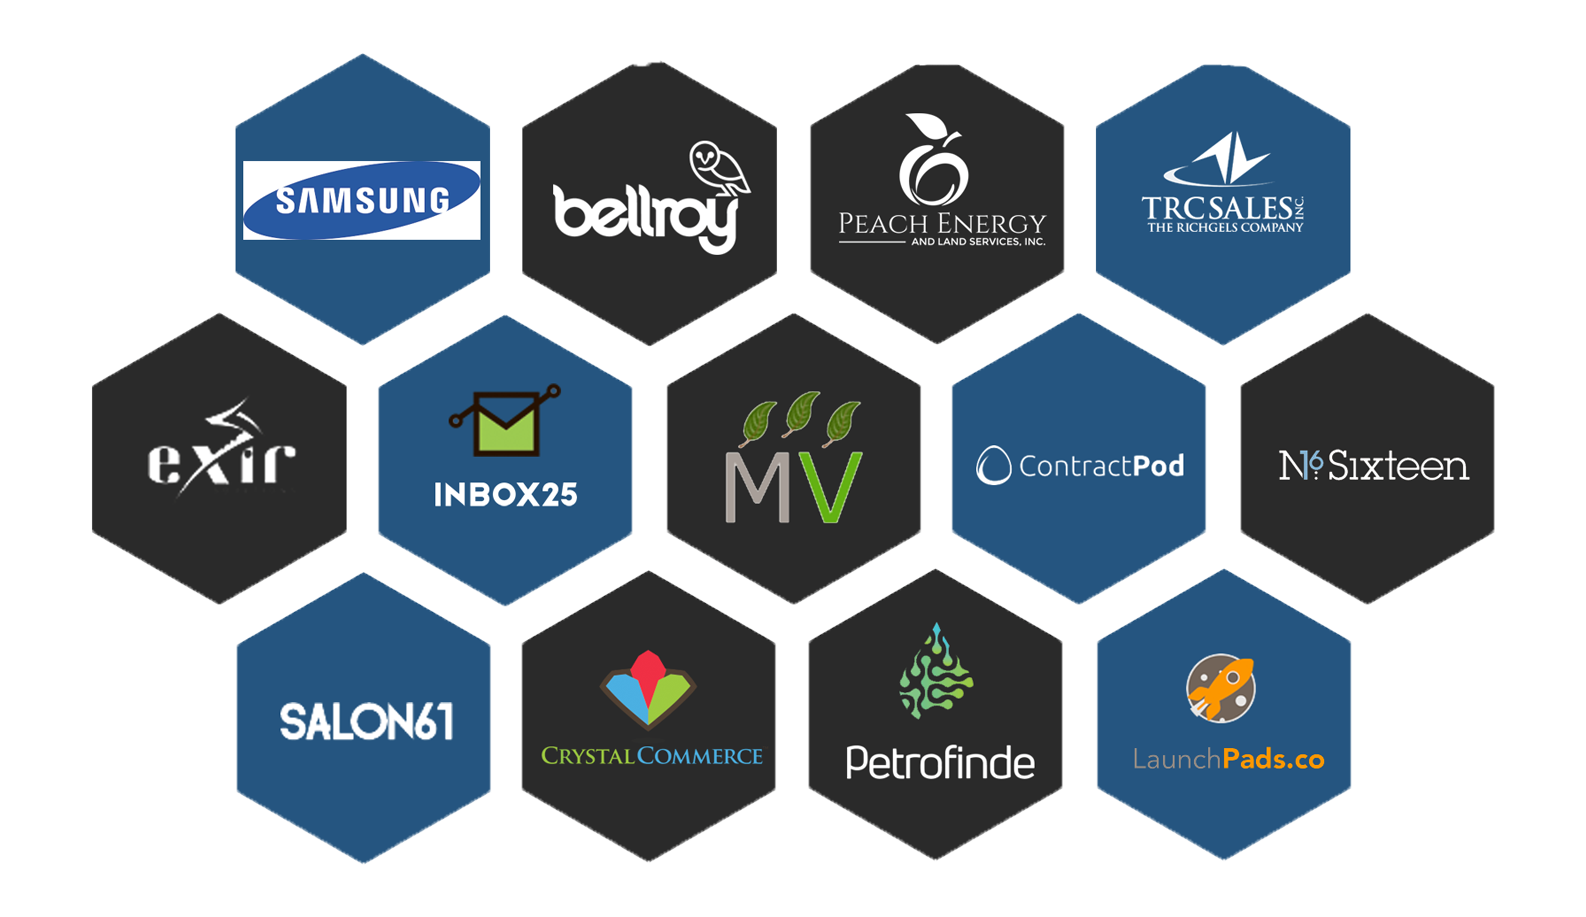 SAMSUNG
bellroy
PEACH ENERGY
AND LAND SERVICES, INC.
TRC SALES INC.
THE RICHGELS COMPANY
exir
INBOX25
MV
ContractPod
N16 Sixteen
SALON61
CRYSTALCOMMERCE
Petrofinde
LaunchPads.co